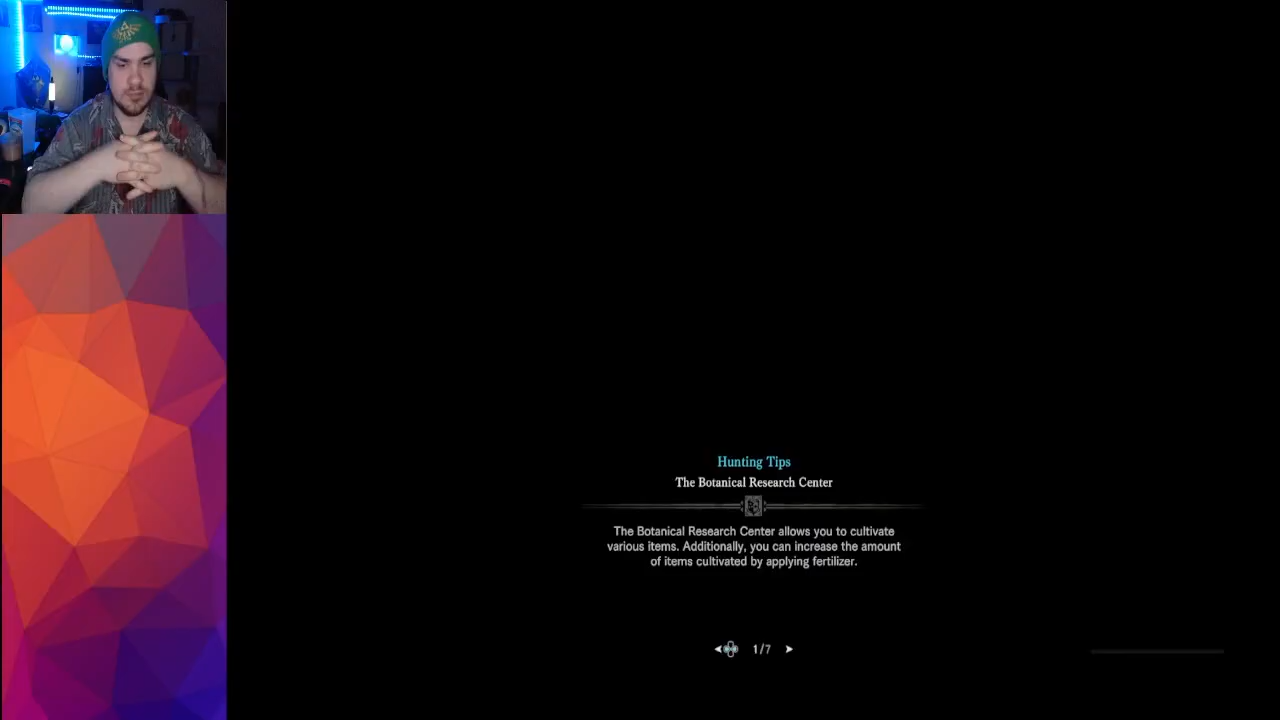 Hunting Tips
The Botanical Research Center
The Botanical Research Center allows you to cultivate
various items. Additionally, you can increase the amount
of items cultivated by applying fertilizer.
1/7